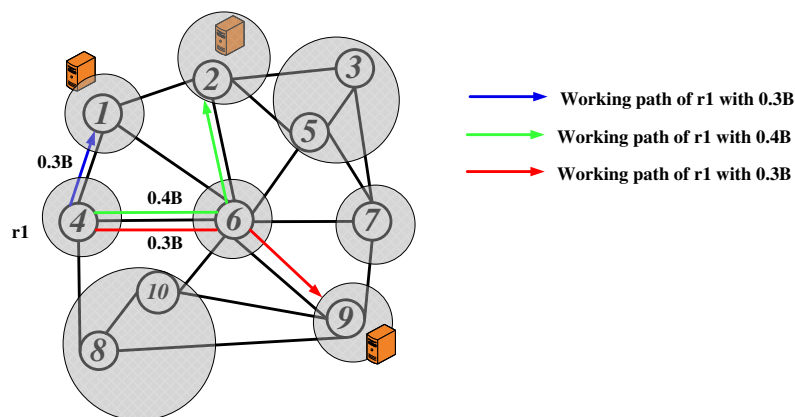 3
2
1
Working path of r1 with 0.3B
5
Working path of r1 with 0.4B
0.3B
Working path of r1 with 0.3B
0.4B
4
6
7
r1
0.3B
10
9
8